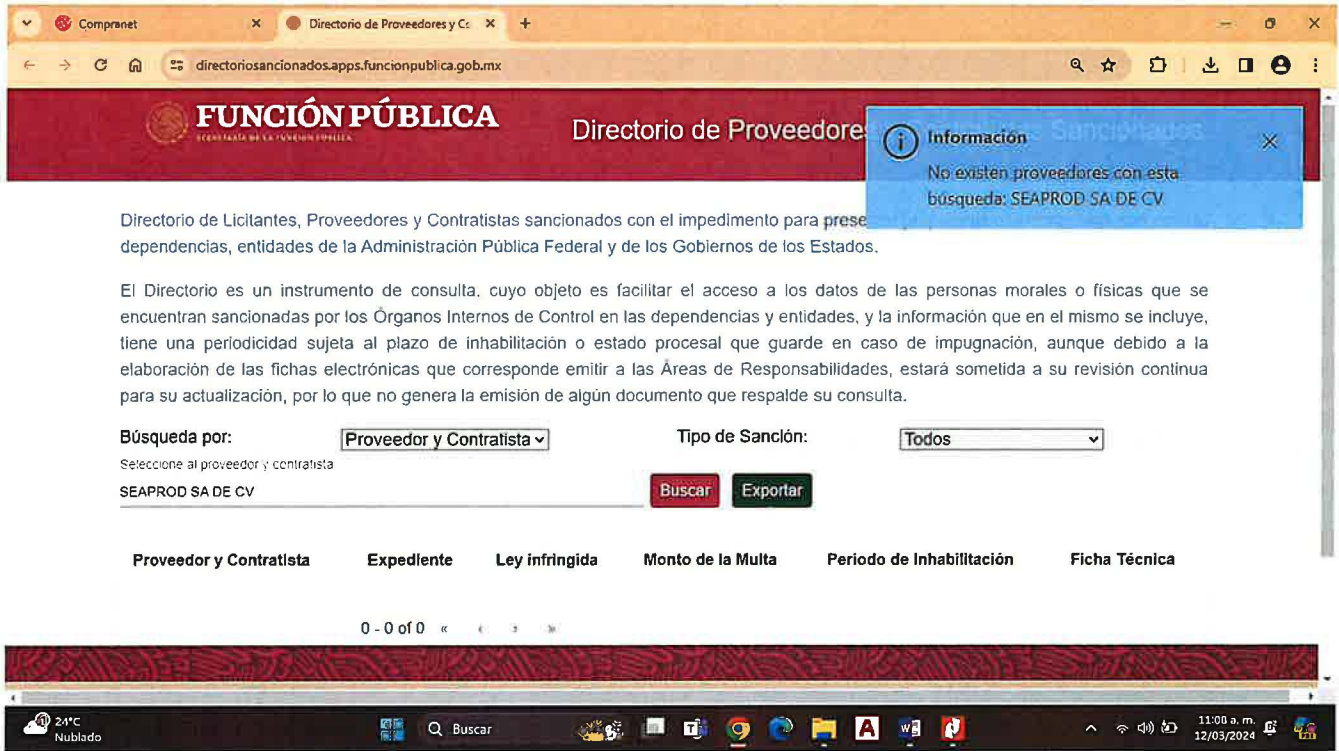 Compranet
Directorio de Proveedores y Co
directoriosancionados.apps.funcionpublica.gob.mx
FUNCIÓN PÚBLICA
SECRETARÍA DE LA FUNCIÓN PÚBLICA
Directorio de Proveedores Sancionados
Información
No existen proveedores con esta
búsqueda: SEAPROD SA DE CV
Directorio de Licitantes, Proveedores y Contratistas sancionados con el impedimento para prese
dependencias, entidades de la Administración Pública Federal y de los Gobiernos de los Estados.
El Directorio es un instrumento de consulta, cuyo objeto es facilitar el acceso a los datos de las personas morales o físicas que se
encuentran sancionadas por los Órganos Internos de Control en las dependencias y entidades, y la información que en el mismo se incluye,
tiene una periodicidad sujeta al plazo de inhabilitación o estado procesal que guarde en caso de impugnación, aunque debido a la
elaboración de las fichas electrónicas que corresponde emitir a las Áreas de Responsabilidades, estará sometida a su revisión continua
para su actualización, por lo que no genera la emisión de algún documento que respalde su consulta.
Búsqueda por: Proveedor y Contratista Tipo de Sanción: Todos
Seleccione al proveedor y contratista
SEAPROD SA DE CV Buscar Exportar
Proveedor y Contratista Expediente Ley infringida Monto de la Multa Periodo de Inhabilitación Ficha Técnica
0 - 0 of 0 « ‹ › »
24°C
Nublado
Buscar
11:08 a. m.
12/03/2024